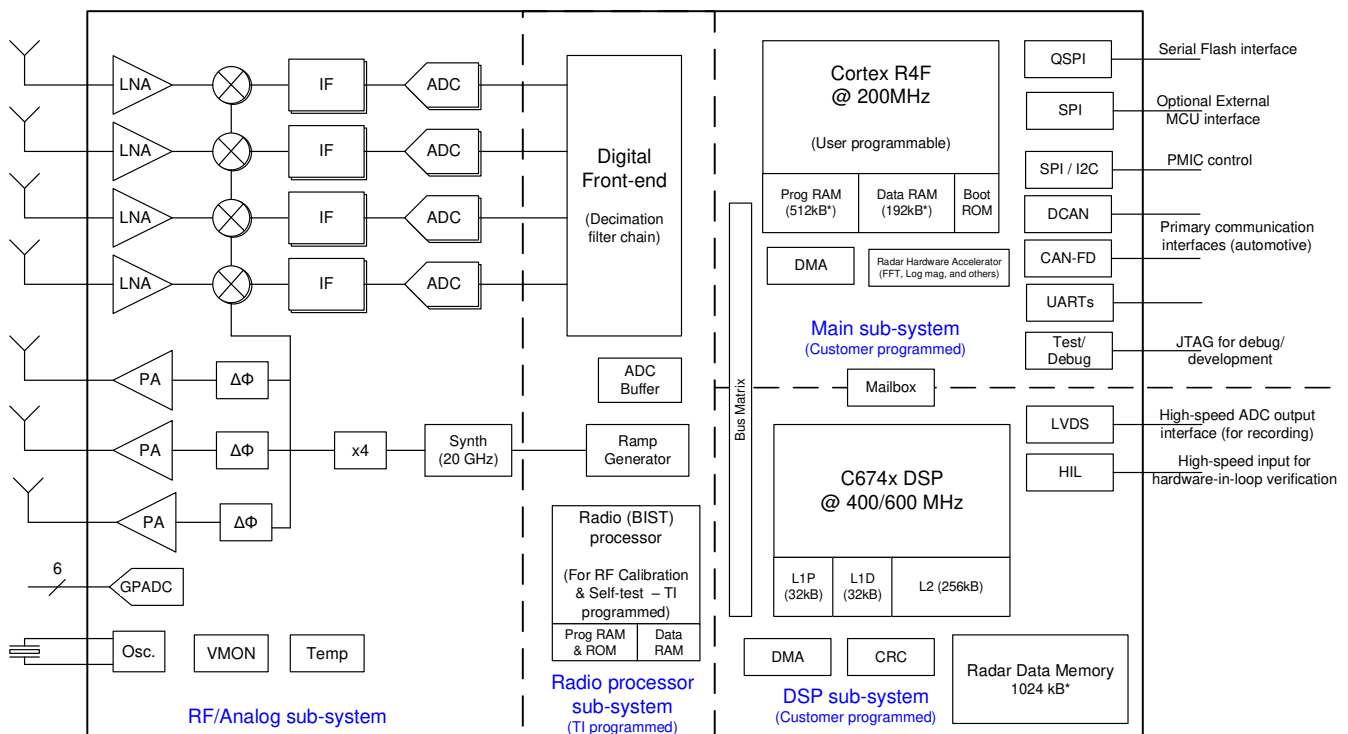 LNA
IF
ADC
LNA
IF
ADC
LNA
IF
ADC
LNA
IF
ADC
PA
ΔΦ
PA
ΔΦ
x4
Synth
(20 GHz)
PA
ΔΦ
6
GPADC
Osc.
VMON
Temp
RF/Analog sub-system
Digital
Front-end
(Decimation
filter chain)
ADC
Buffer
Ramp
Generator
Radio (BIST)
processor
(For RF Calibration
& Self-test – TI
programmed)
Prog RAM
& ROM
Data
RAM
Radio processor
sub-system
(TI programmed)
Bus Matrix
Cortex R4F
@ 200MHz
(User programmable)
Prog RAM
(512kB*)
Data RAM
(192kB*)
Boot
ROM
DMA
Radar Hardware Accelerator
(FFT, Log mag, and others)
Main sub-system
(Customer programmed)
Mailbox
C674x DSP
@ 400/600 MHz
L1P
(32kB)
L1D
(32kB)
L2 (256kB)
DMA
CRC
DSP sub-system
(Customer programmed)
Radar Data Memory
1024 kB*
QSPI
Serial Flash interface
SPI
Optional External
MCU interface
SPI / I2C
PMIC control
DCAN
Primary communication
interfaces (automotive)
CAN-FD
UARTs
Test/
Debug
JTAG for debug/
development
LVDS
High-speed ADC output
interface (for recording)
HIL
High-speed input for
hardware-in-loop verification